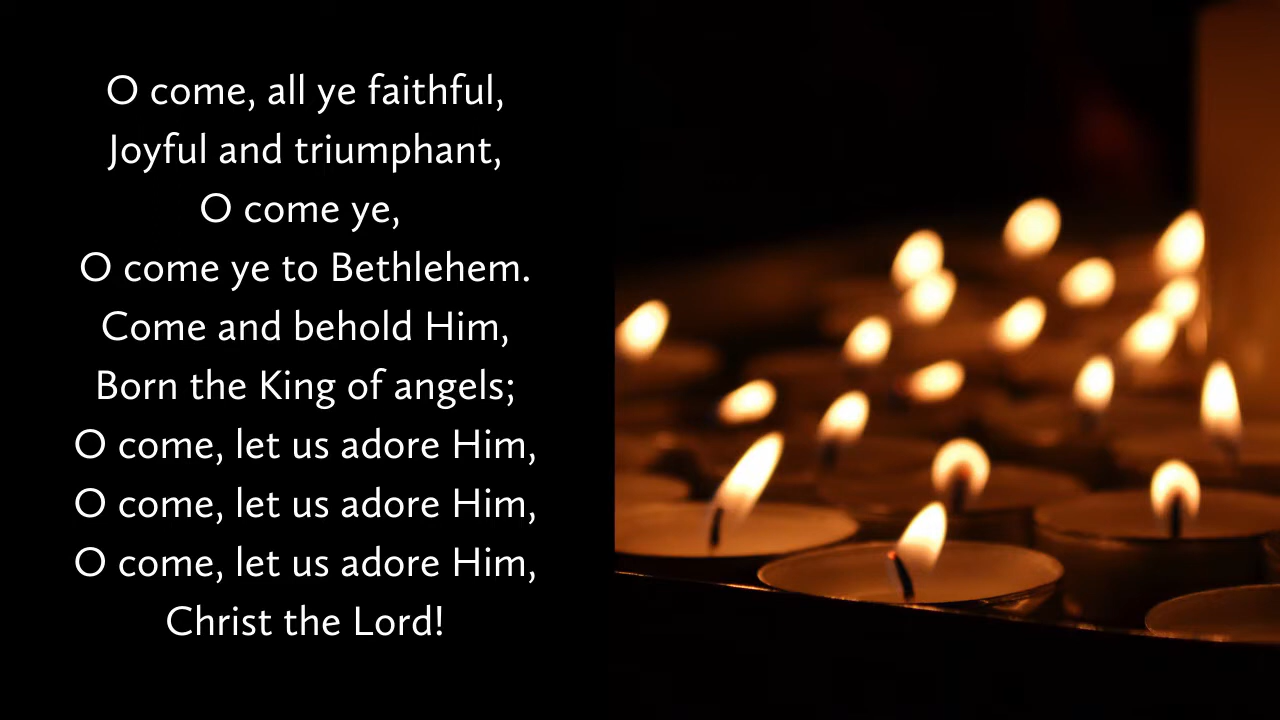 O come, all ye faithful,
Joyful and triumphant,
O come ye,
O come ye to Bethlehem.
Come and behold Him,
Born the King of angels;
O come, let us adore Him,
O come, let us adore Him,
O come, let us adore Him,
Christ the Lord!